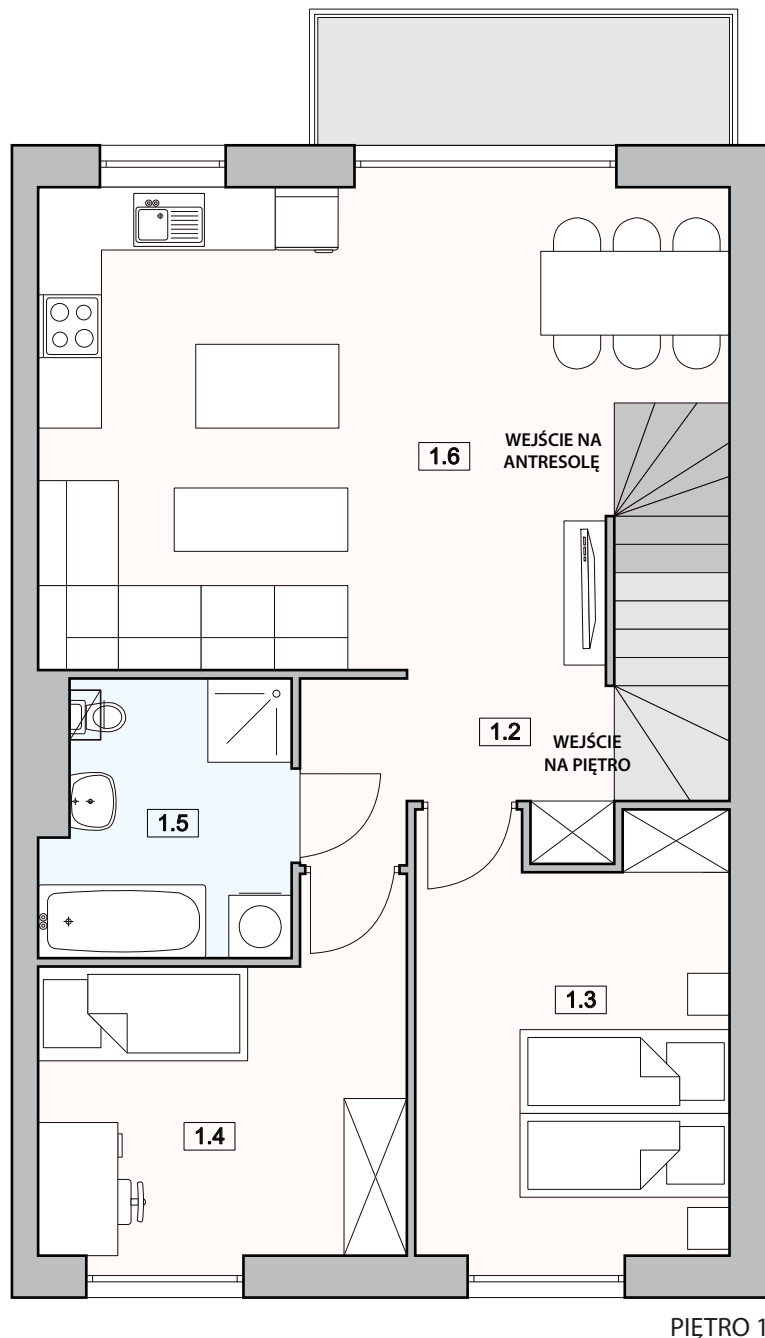 1.6
WEJŚCIE NA
ANTRESOLĘ
1.2
WEJŚCIE
NA PIĘTRO
1.5
1.3
1.4
PIĘTRO 1